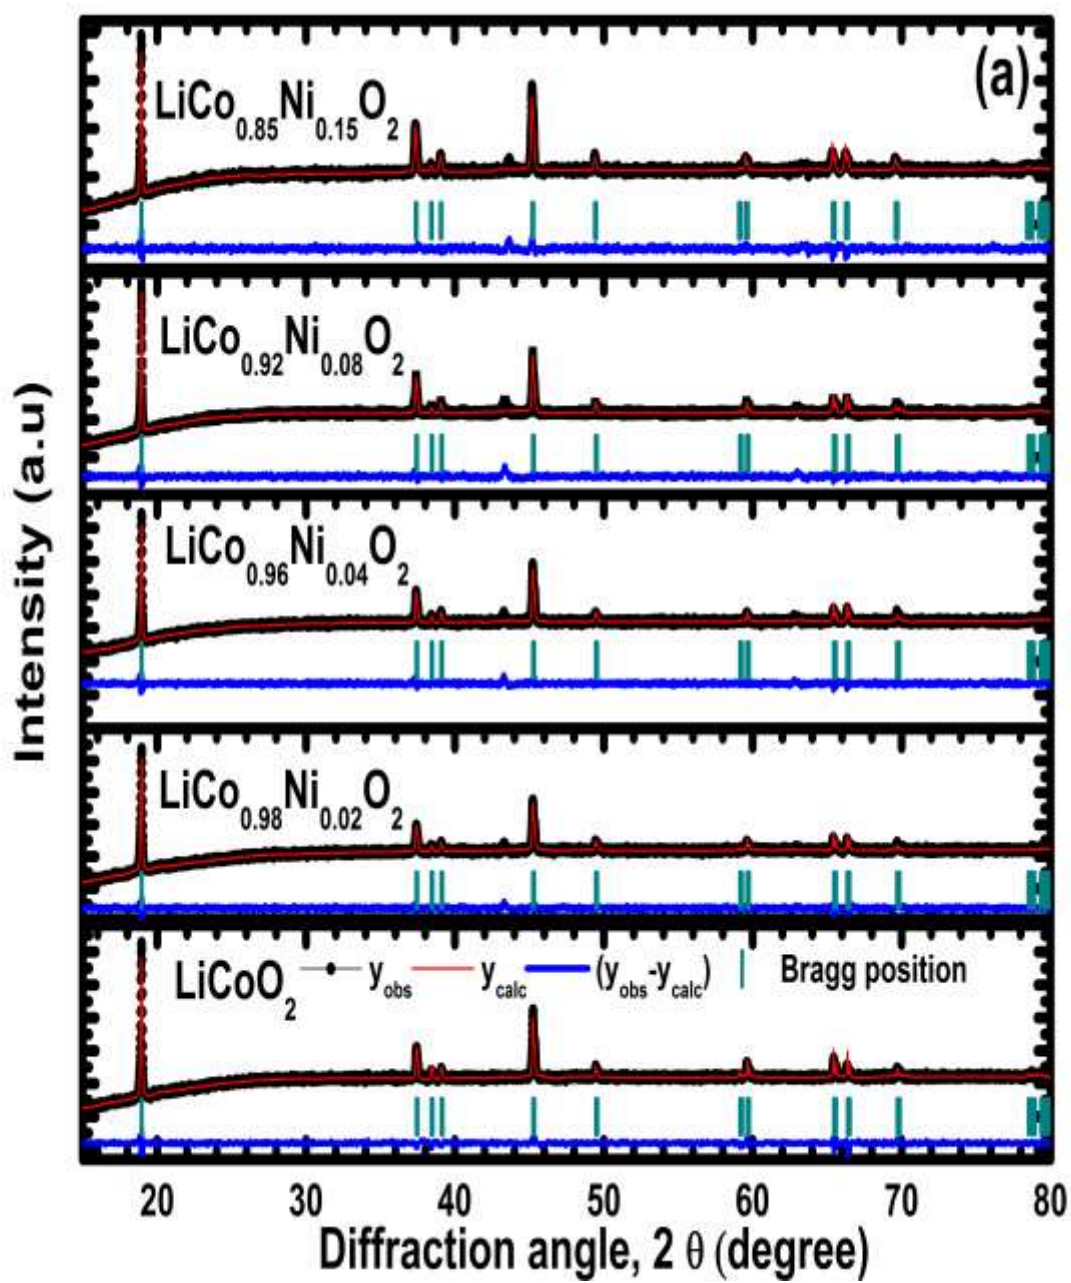 (a)
LiCo0.85Ni0.15O2
LiCo0.92Ni0.08O2
LiCo0.96Ni0.04O2
LiCo0.98Ni0.02O2
LiCoO2 yobs ycalc (yobs-ycalc) Bragg position
Intensity (a.u)
20 30 40 50 60 70 80
Diffraction angle, 2 θ (degree)